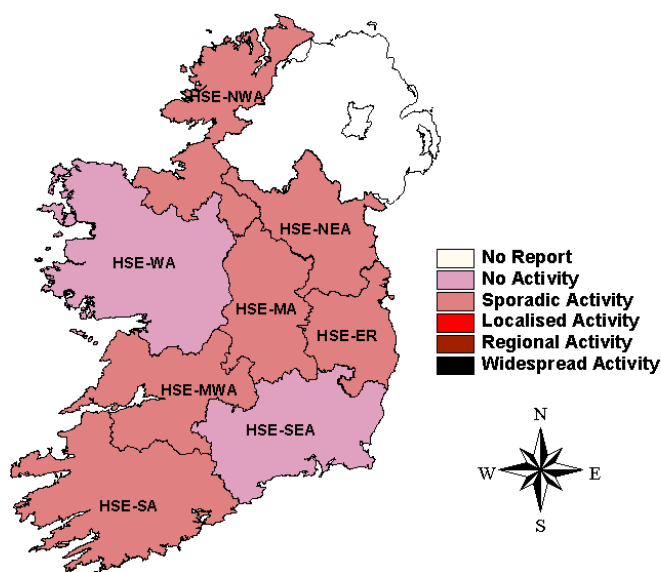 HSE-NWA
HSE-NEA
HSE-WA
HSE-MA
HSE-ER
HSE-MWA
HSE-SEA
HSE-SA
No Report
No Activity
Sporadic Activity
Localised Activity
Regional Activity
Widespread Activity
N
W E
S